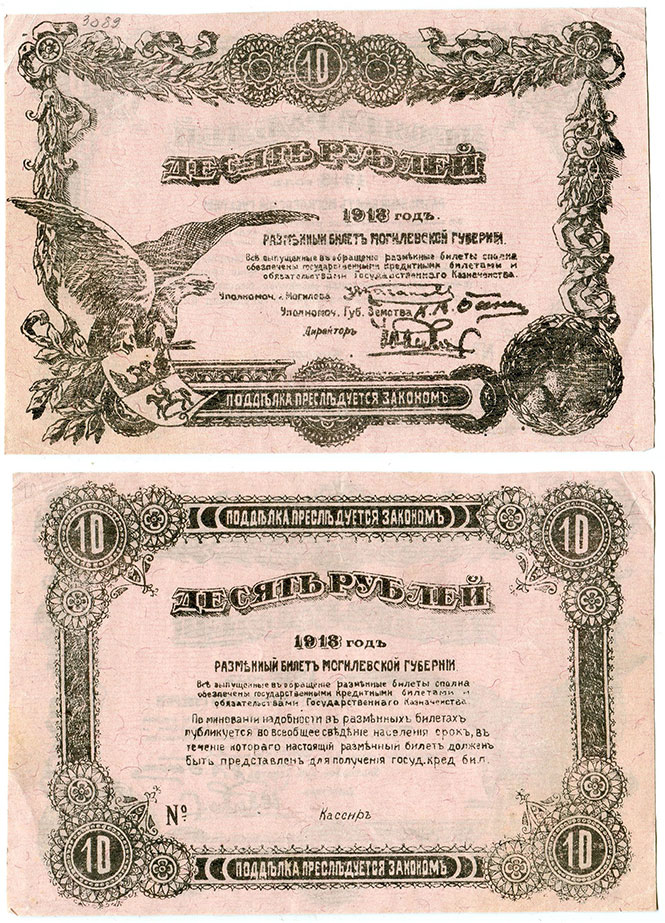 3089
10
ДЕСЯТЬ РУБЛЕЙ
1918 годъ.
РАЗМѢННЫЙ БИЛЕТЪ МОГИЛЕВСКОЙ ГУБЕРНІИ.
Всѣ выпущенные въ обращеніе размѣнные билеты сполна
обезпечены государственными кредитными билетами и
обязательствами Государственнаго Казначества.
Уполномоч. г. Могилева
Уполномоч. Губ. Земства
Директоръ
ПОДДѢЛКА ПРЕСЛѢДУЕТСЯ ЗАКОНОМЪ
10 ПОДДѢЛКА ПРЕСЛѢДУЕТСЯ ЗАКОНОМЪ 10
ДЕСЯТЬ РУБЛЕЙ
1918 годъ
РАЗМѢННЫЙ БИЛЕТЪ МОГИЛЕВСКОЙ ГУБЕРНІИ
Всѣ выпущенные въ обращеніе размѣнные билеты сполна
обезпечены государственными кредитными билетами и
обязательствами Государственнаго Казначества
По минованіи надобности въ размѣнныхъ билетахъ
публикуется во всеобщее свѣдѣніе населенія срокъ, въ
теченіе котораго настоящій размѣнный билетъ долженъ
быть представленъ для полученія госуд. кред бил.
№
Кассиръ
10 ПОДДѢЛКА ПРЕСЛѢДУЕТСЯ ЗАКОНОМЪ 10